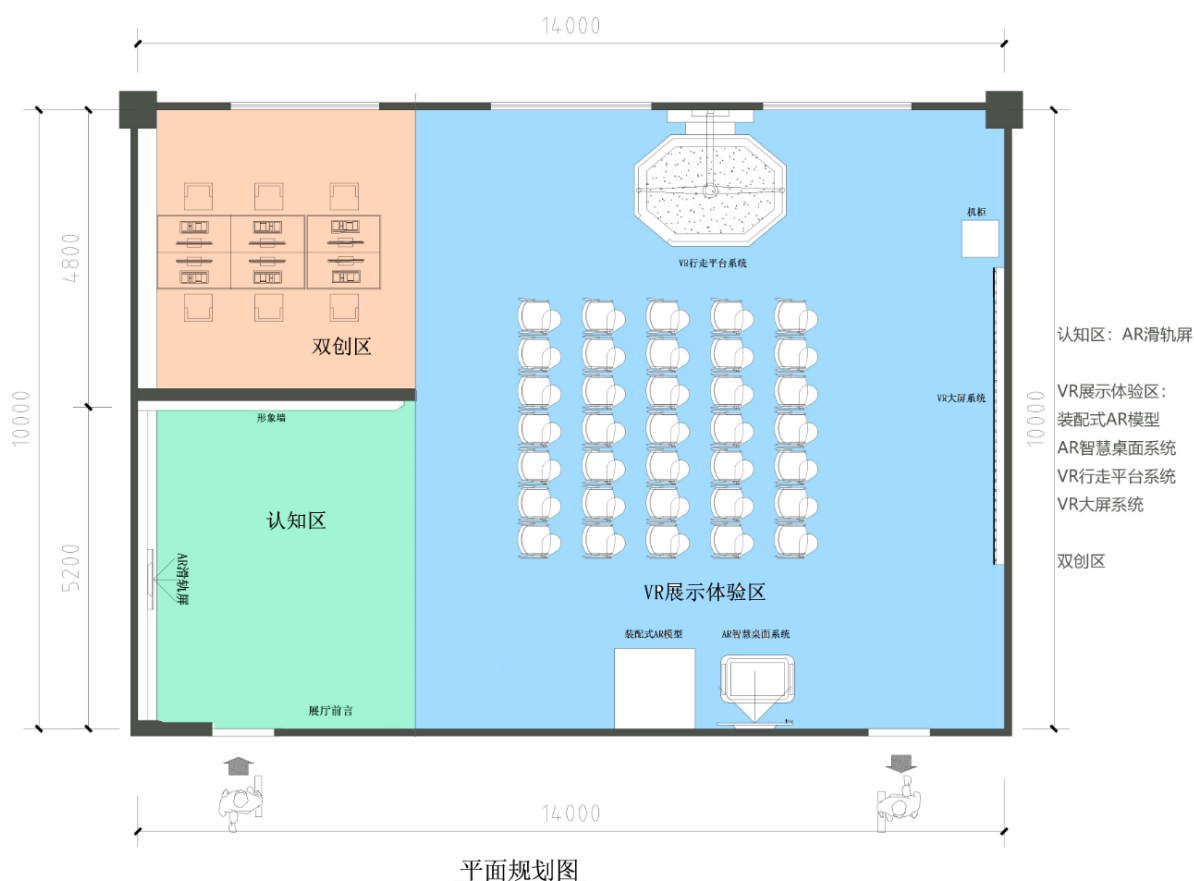 14000
4800
10000
5200
机柜
VR行走平台系统
双创区
VR大屏系统
10000
形象墙
认知区
AR滑轨屏
VR展示体验区
装配式AR模型
AR智慧桌面系统
展厅前言
认知区：AR滑轨屏
VR展示体验区：
装配式AR模型
AR智慧桌面系统
VR行走平台系统
VR大屏系统
双创区
14000
平面规划图